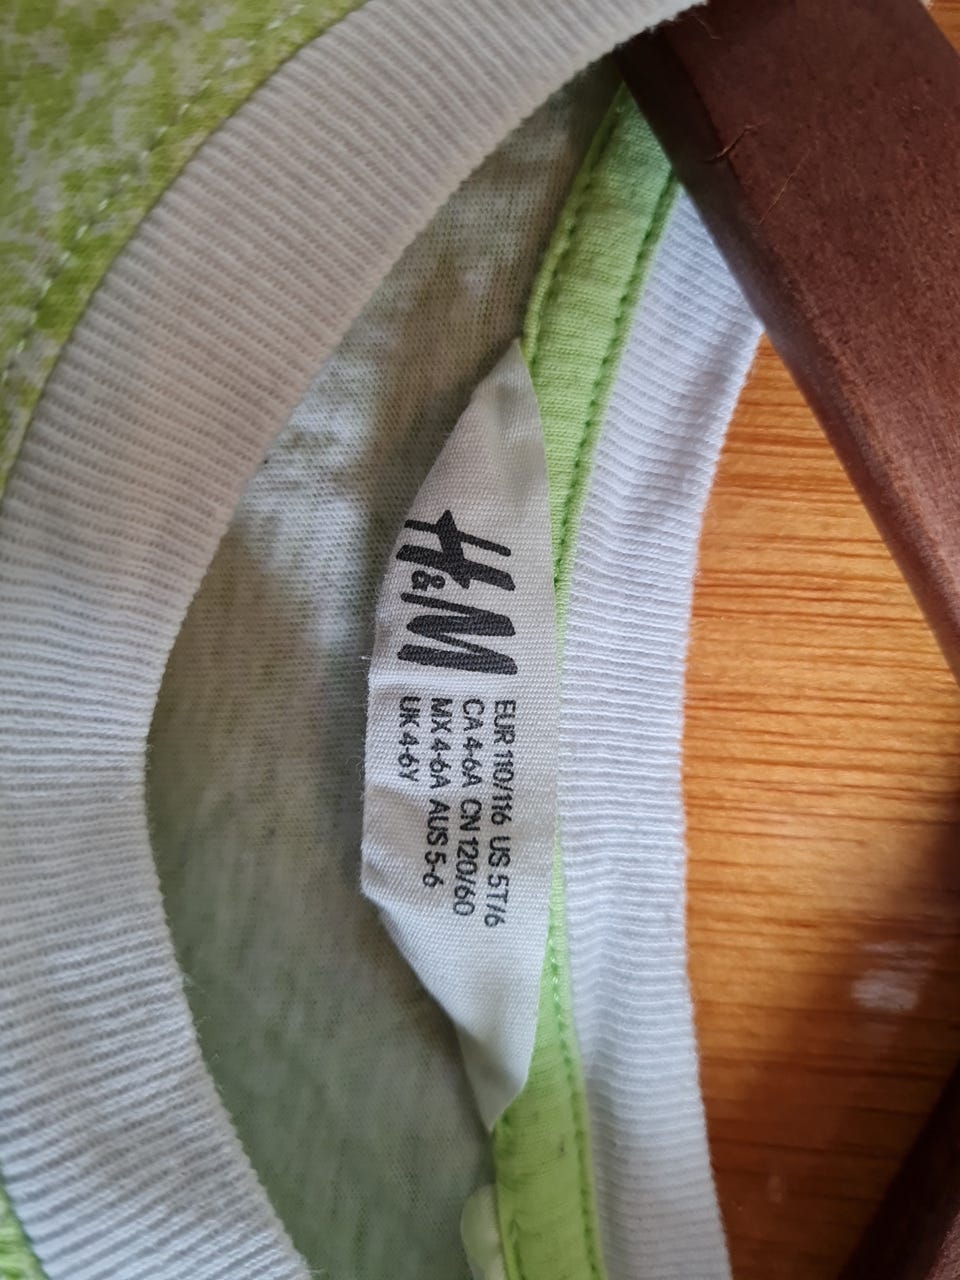 H&M
EUR 110/116 US 5T/6
CA 4-6A CN 120/60
MX 4-6A AUS 5-6
UK 4-6Y